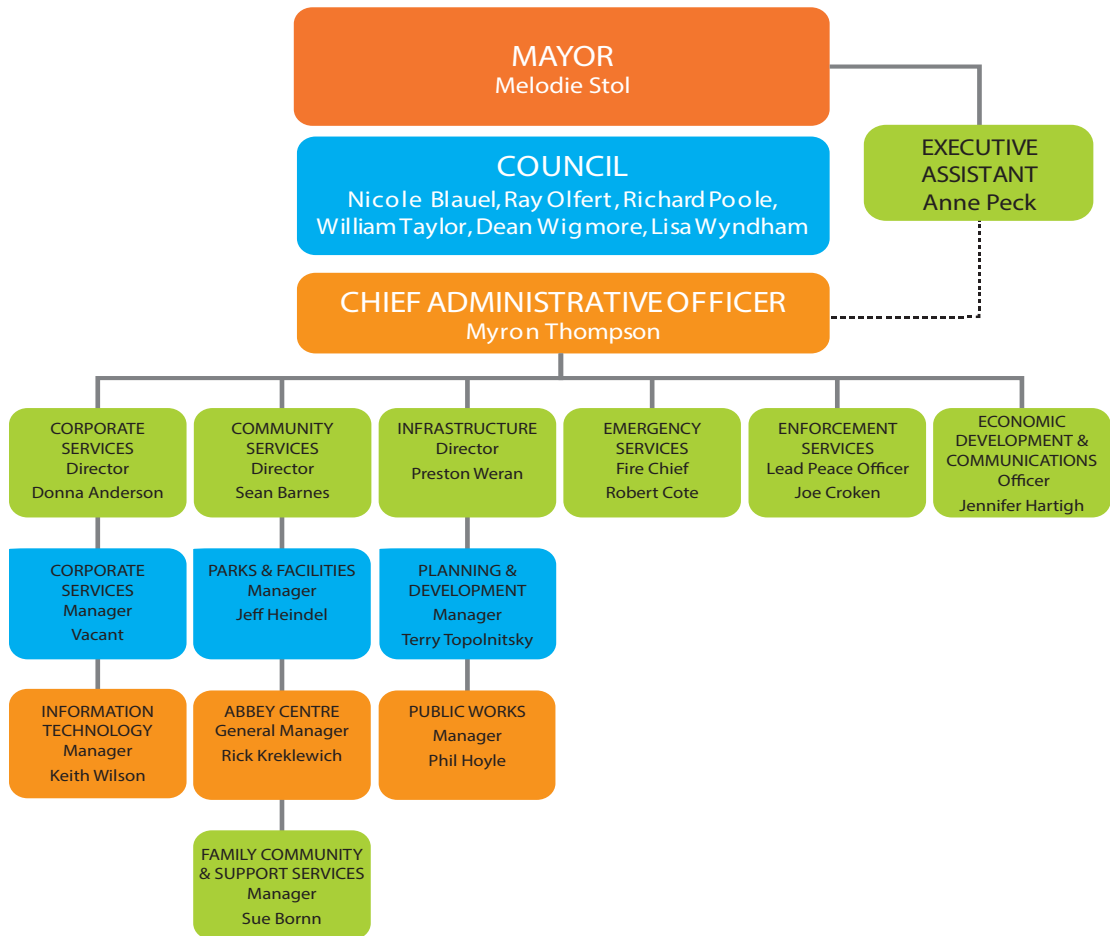 MAYOR
Melodie Stol
EXECUTIVE
ASSISTANT
Anne Peck
COUNCIL
Nicole Blauel, Ray Olfert, Richard Poole,
William Taylor, Dean Wigmore, Lisa Wyndham
CHIEF ADMINISTRATIVE OFFICER
Myron Thompson
CORPORATE
SERVICES
Director
Donna Anderson
COMMUNITY
SERVICES
Director
Sean Barnes
INFRASTRUCTURE
Director
Preston Weran
EMERGENCY
SERVICES
Fire Chief
Robert Cote
ENFORCEMENT
SERVICES
Lead Peace Officer
Joe Croken
ECONOMIC
DEVELOPMENT &
COMMUNICATIONS
Officer
Jennifer Hartigh
CORPORATE
SERVICES
Manager
Vacant
PARKS & FACILITIES
Manager
Jeff Heindel
PLANNING &
DEVELOPMENT
Manager
Terry Topolnitsky
INFORMATION
TECHNOLOGY
Manager
Keith Wilson
ABBEY CENTRE
General Manager
Rick Kreklewich
PUBLIC WORKS
Manager
Phil Hoyle
FAMILY COMMUNITY
& SUPPORT SERVICES
Manager
Sue Bornn